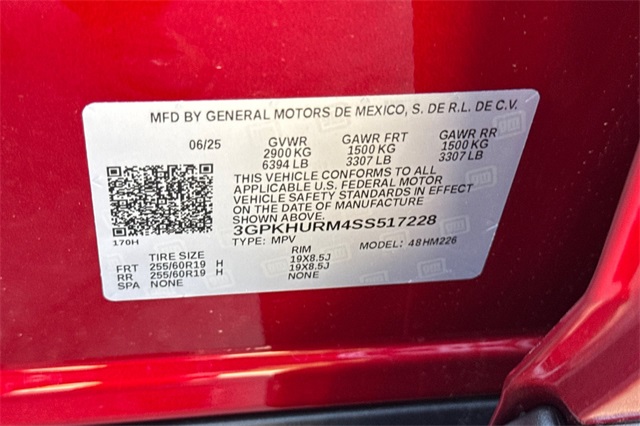 MFD BY GENERAL MOTORS DE MEXICO, S. DE R.L. DE C.V.
06/25 GVWR GAWR FRT GAWR RR
2900 KG 1500 KG 1500 KG
6394 LB 3307 LB 3307 LB
THIS VEHICLE CONFORMS TO ALL
APPLICABLE U.S. FEDERAL MOTOR
VEHICLE SAFETY STANDARDS IN EFFECT
ON THE DATE OF MANUFACTURE
SHOWN ABOVE.
3GPKHURM4SS517228
170H TYPE: MPV MODEL: 48HM226
TIRE SIZE RIM
FRT 255/60R19 H 19X8.5J
RR 255/60R19 H 19X8.5J
SPA NONE NONE